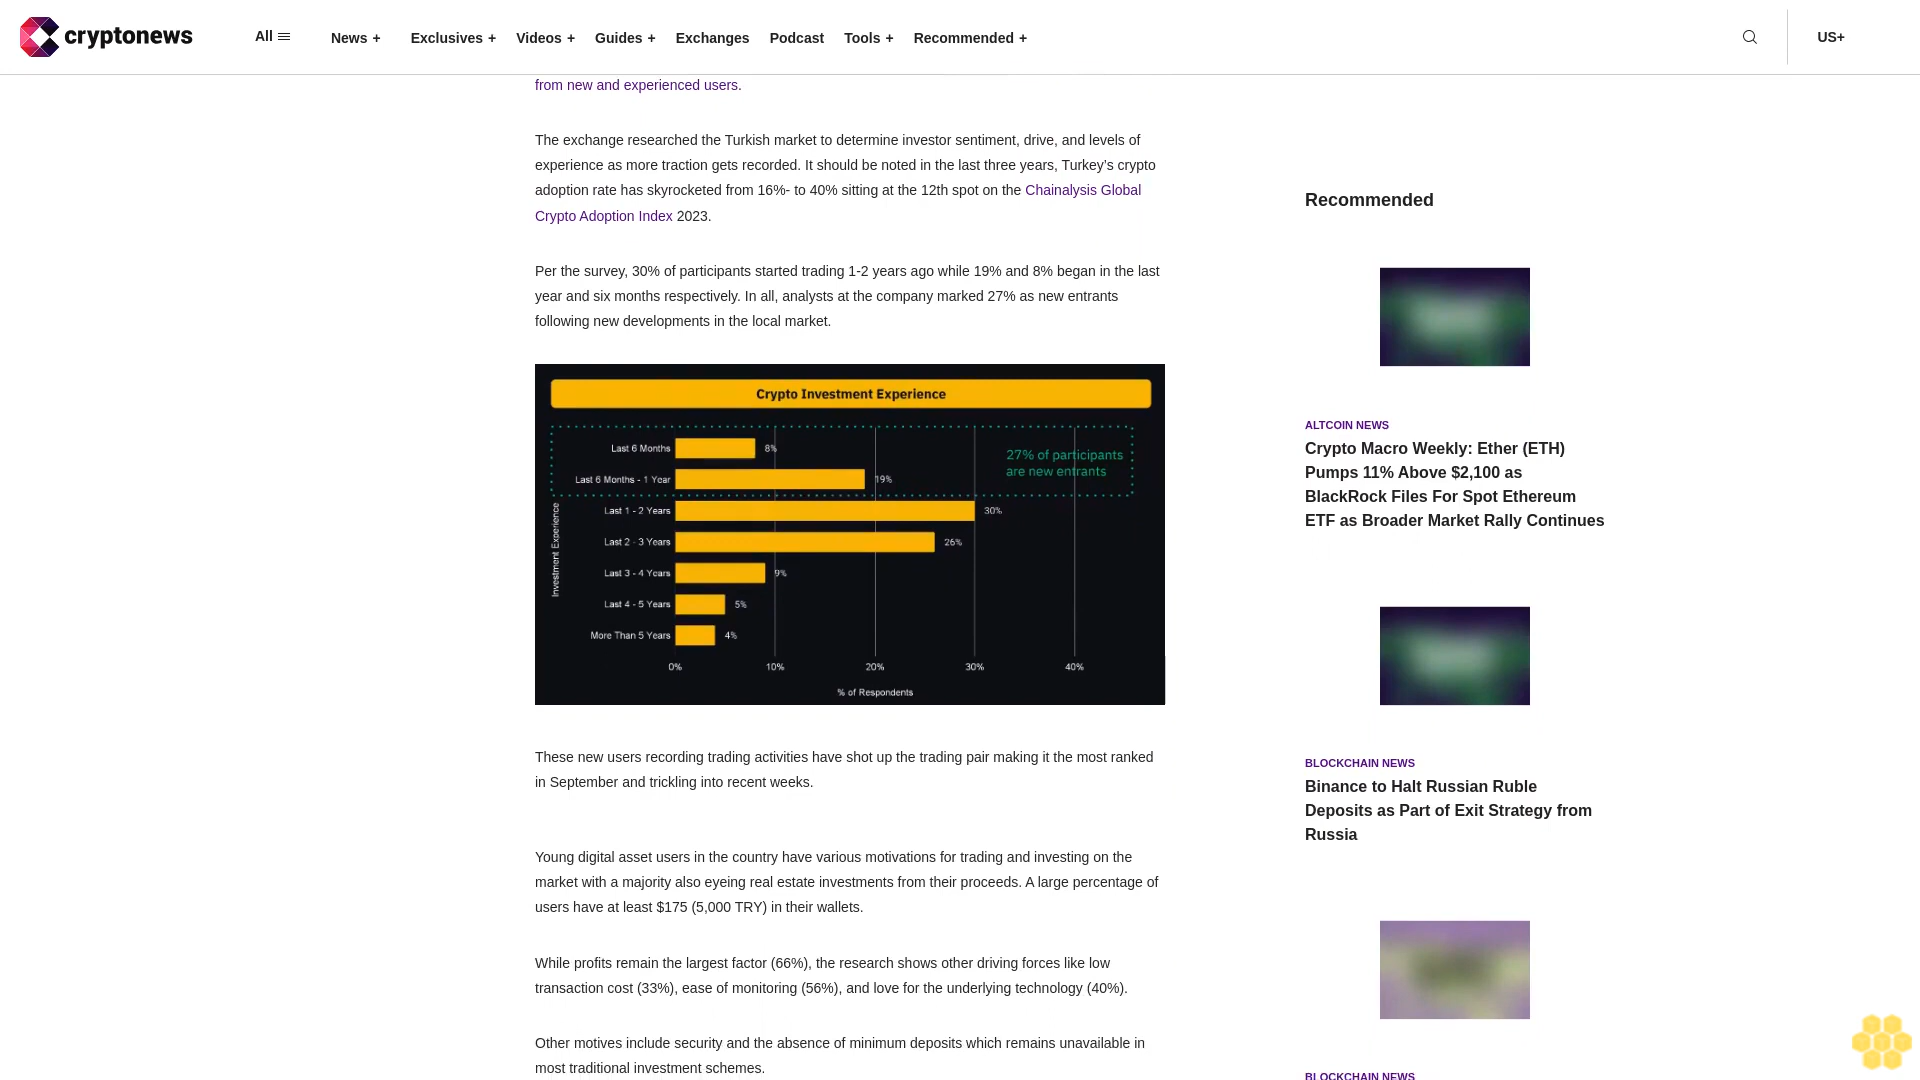 cryptonews
All
News +
Exclusives +
Videos +
Guides +
Exchanges
Podcast
Tools +
Recommended +
US+
from new and experienced users.
The exchange researched the Turkish market to determine investor sentiment, drive, and levels of
experience as more traction gets recorded. It should be noted in the last three years, Turkey’s crypto
adoption rate has skyrocketed from 16%- to 40% sitting at the 12th spot on the Chainalysis Global
Crypto Adoption Index 2023.
Per the survey, 30% of participants started trading 1-2 years ago while 19% and 8% began in the last
year and six months respectively. In all, analysts at the company marked 27% as new entrants
following new developments in the local market.
Crypto Investment Experience
27% of participants
are new entrants
Investment Experience
Last 6 Months 8%
Last 6 Months - 1 Year 19%
Last 1 - 2 Years 30%
Last 2 - 3 Years 26%
Last 3 - 4 Years 9%
Last 4 - 5 Years 5%
More Than 5 Years 4%
0% 10% 20% 30% 40%
% of Respondents
These new users recording trading activities have shot up the trading pair making it the most ranked
in September and trickling into recent weeks.
Young digital asset users in the country have various motivations for trading and investing on the
market with a majority also eyeing real estate investments from their proceeds. A large percentage of
users have at least $175 (5,000 TRY) in their wallets.
While profits remain the largest factor (66%), the research shows other driving forces like low
transaction cost (33%), ease of monitoring (56%), and love for the underlying technology (40%).
Other motives include security and the absence of minimum deposits which remains unavailable in
most traditional investment schemes.
Recommended
ALTCOIN NEWS
Crypto Macro Weekly: Ether (ETH)
Pumps 11% Above $2,100 as
BlackRock Files For Spot Ethereum
ETF as Broader Market Rally Continues
BLOCKCHAIN NEWS
Binance to Halt Russian Ruble
Deposits as Part of Exit Strategy from
Russia
BLOCKCHAIN NEWS